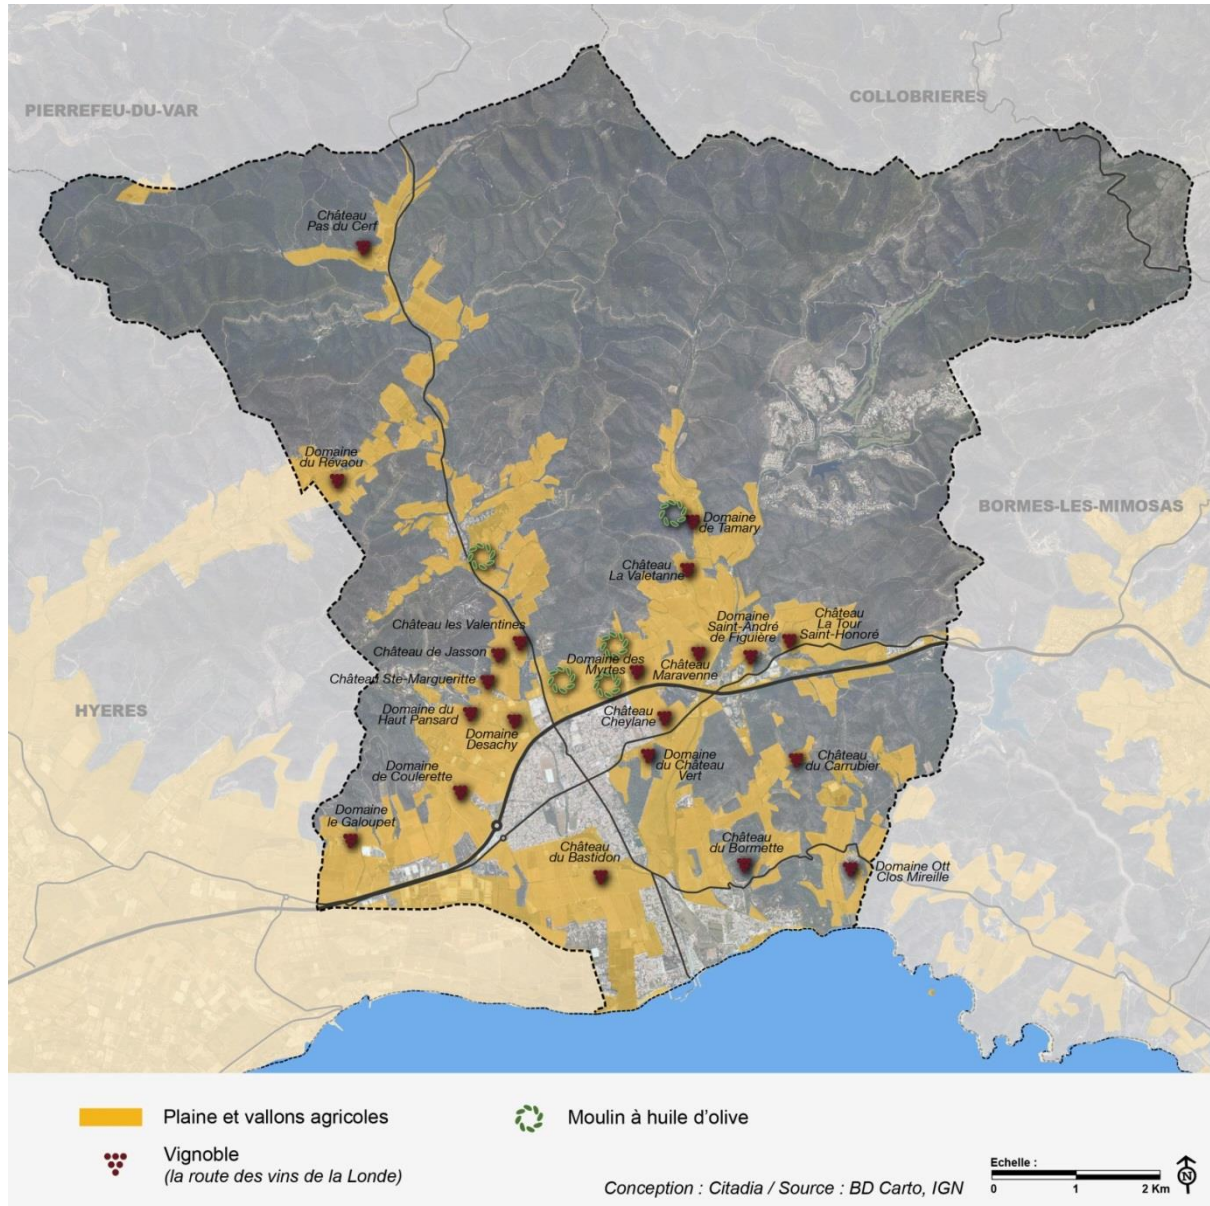 PIERREFEU-DU-VAR
COLLOBRIERES
Château
Pas du Cerf
Domaine
du Révaou
BORMES-LES-MIMOSAS
Domaine
de Tamary
Château
La Valetanne
Château les Valentines
Domaine
Saint-André
de Figuière
Château
La Tour
Saint-Honoré
Château de Jasson
Domaine des
Myrtes
Château
Maravenne
Château Ste-Margueritte
HYERES
Domaine du
Haut Pansard
Domaine
Desachy
Château
Cheylane
Domaine
de Coulerette
Domaine
du Château
Vert
Château
du Carrubier
Domaine
le Galoupet
Château
du Bastidon
Château
du Bormette
Domaine Ott
Clos Mireille
Plaine et vallons agricoles
Moulin à huile d'olive
Vignoble
(la route des vins de la Londe)
Echelle :
0 1 2 Km
N
Conception : Citadia / Source : BD Carto, IGN